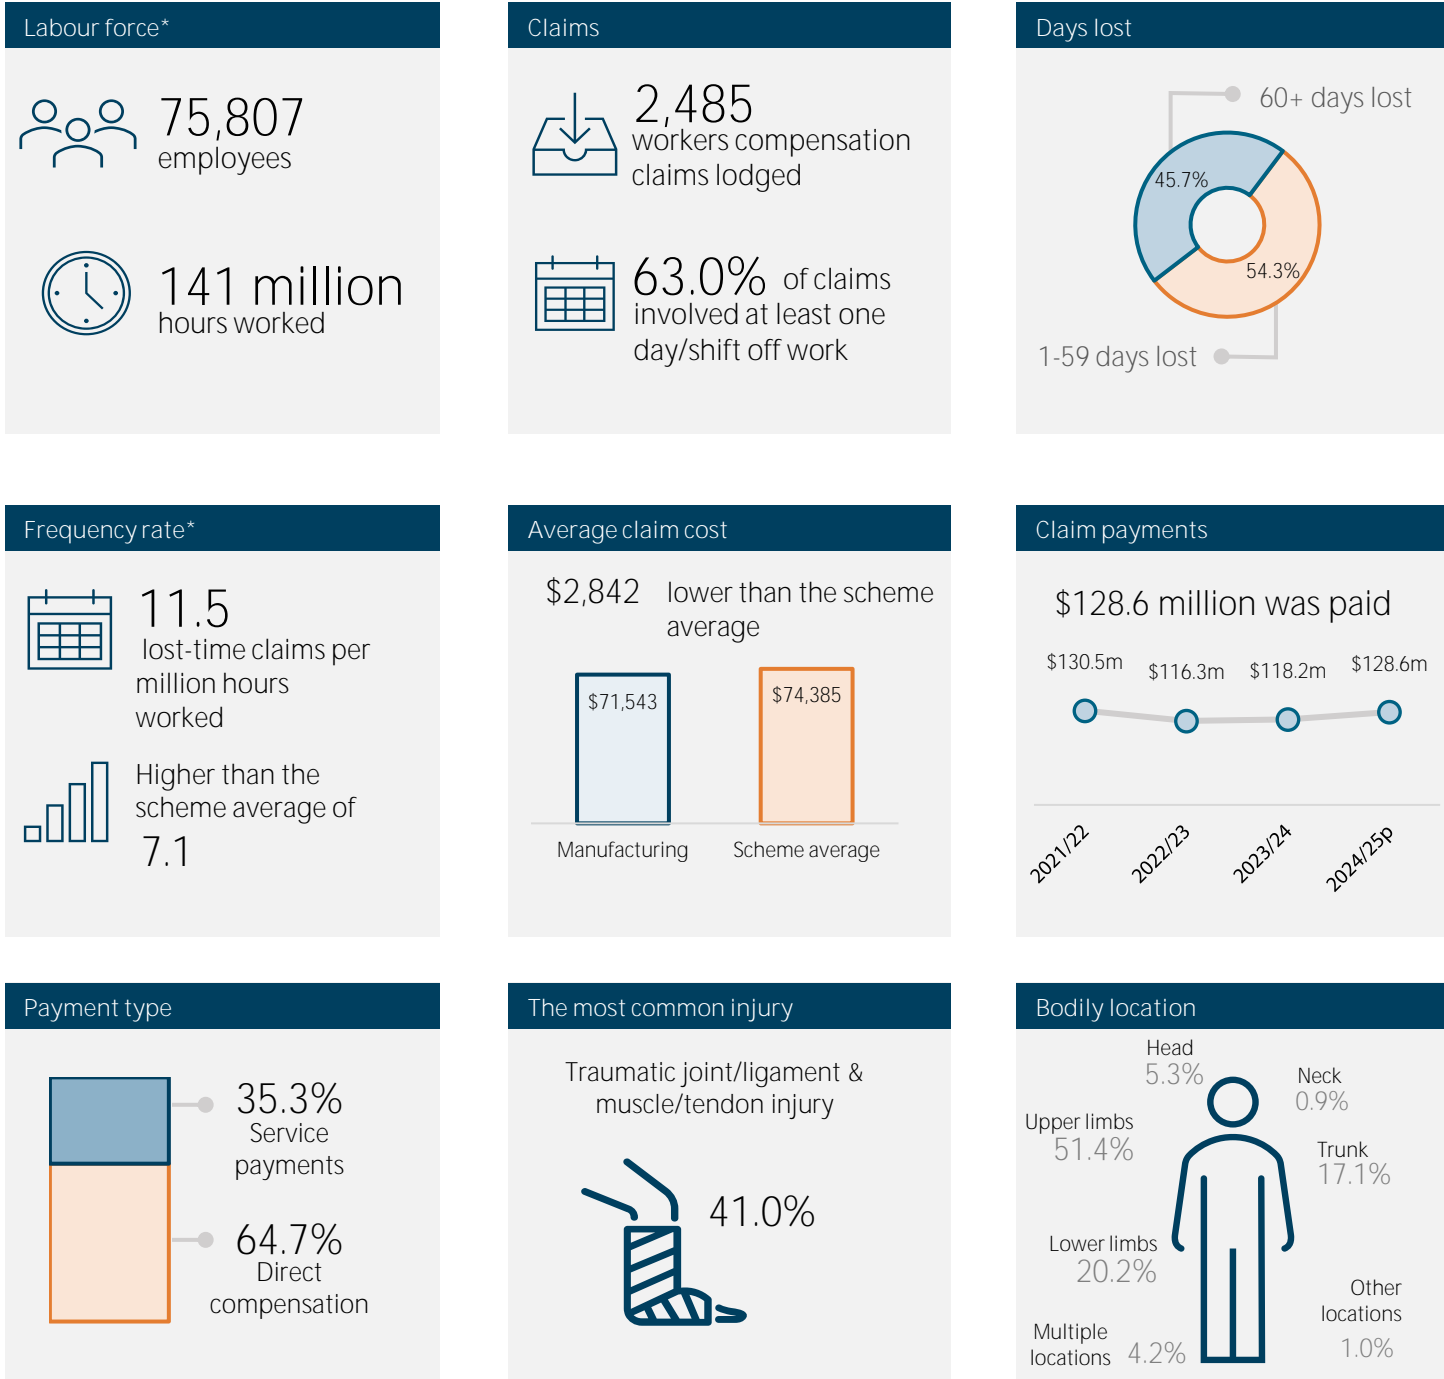 Labour force*
75,807
employees
141 million
hours worked
Claims
2,485
workers compensation
claims lodged
63.0% of claims
involved at least one
day/shift off work
Days lost
60+ days lost
45.7%
54.3%
1-59 days lost
Frequency rate*
11.5
lost-time claims per
million hours
worked
Higher than the
scheme average of
7.1
Average claim cost
$2,842 lower than the scheme
average
$71,543
$74,385
Manufacturing
Scheme average
Claim payments
$128.6 million was paid
$130.5m
$116.3m
$118.2m
$128.6m
2021/22
2022/23
2023/24
2024/25p
Payment type
35.3%
Service
payments
64.7%
Direct
compensation
The most common injury
Traumatic joint/ligament &
muscle/tendon injury
41.0%
Bodily location
Head
5.3%
Neck
0.9%
Upper limbs
51.4%
Trunk
17.1%
Lower limbs
20.2%
Other
locations
1.0%
Multiple
locations 4.2%